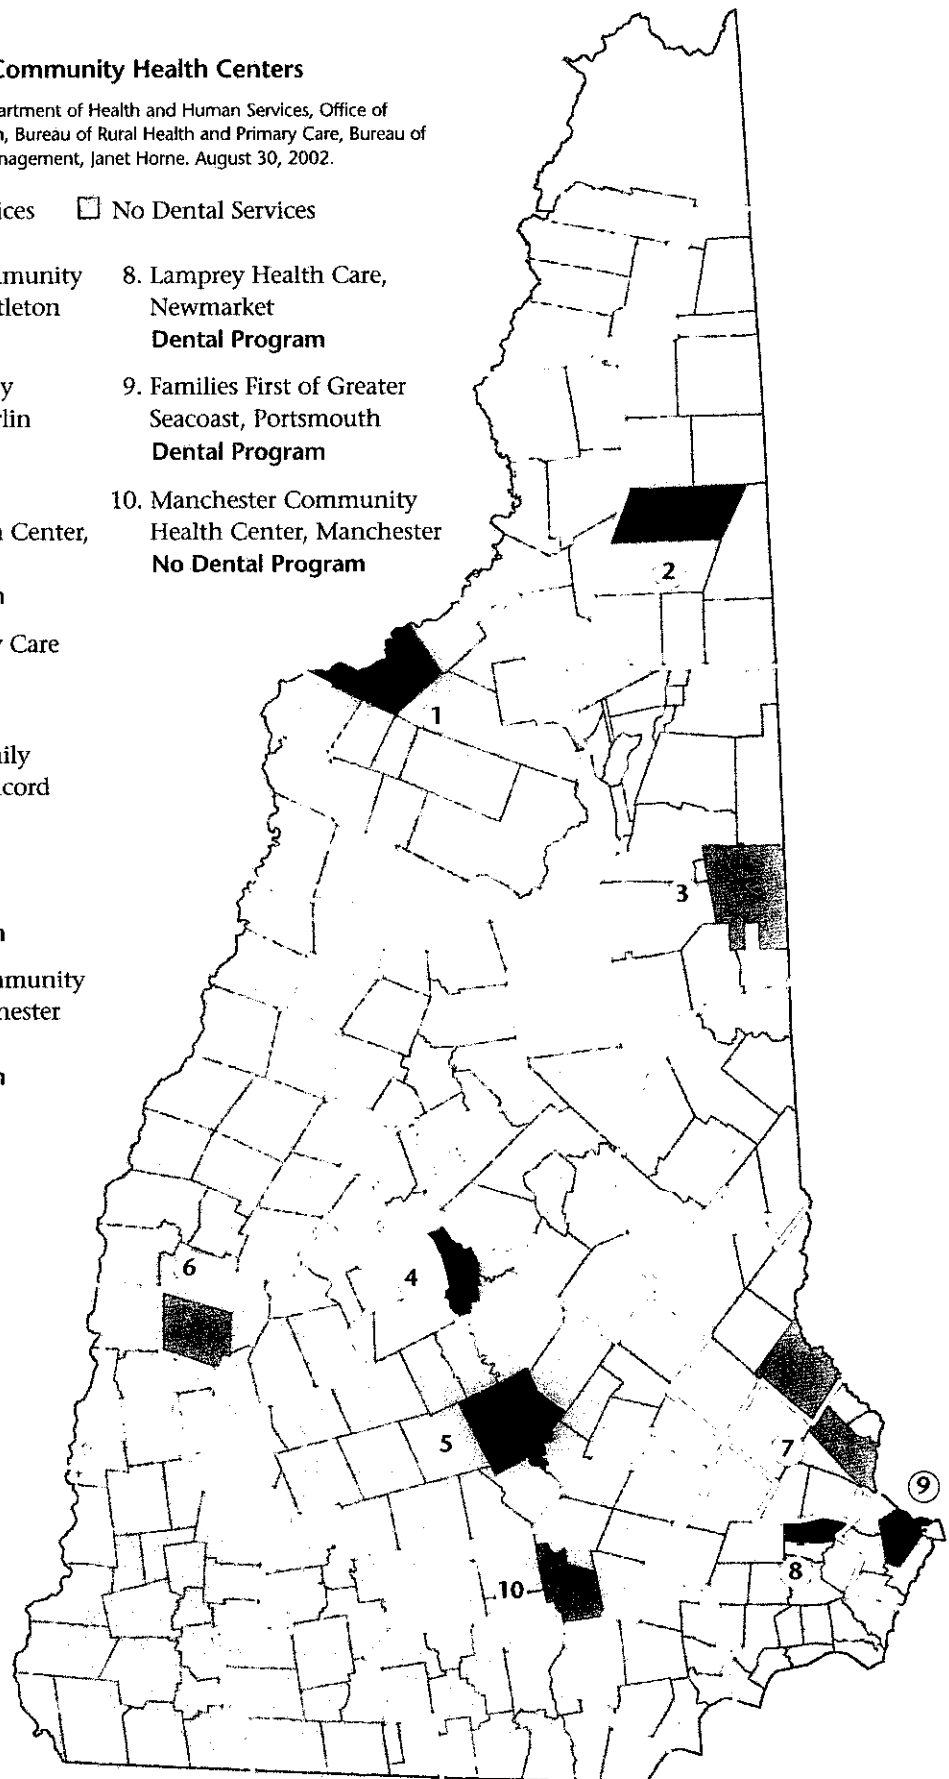 Community Health Centers
artment of Health and Human Services, Office of
n, Bureau of Rural Health and Primary Care, Bureau of
nagement, Janet Horne. August 30, 2002.
ices No Dental Services
munity
tleton
y
lin
n Center,
n
y Care
ily
cord
n
munity
hester
n
8. Lamprey Health Care,
Newmarket
Dental Program
9. Families First of Greater
Seacoast, Portsmouth
Dental Program
10. Manchester Community
Health Center, Manchester
No Dental Program
2
1
3
6
4
5
7
9
8
10